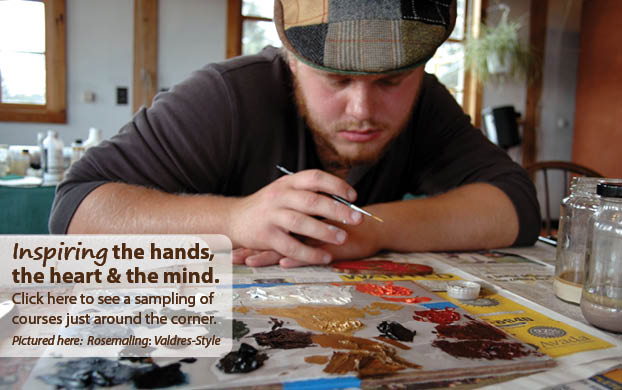 Inspiring the hands,
the heart & the mind.
Click here to see a sampling of
courses just around the corner.
Pictured here: Rosemaling: Valdres-Style